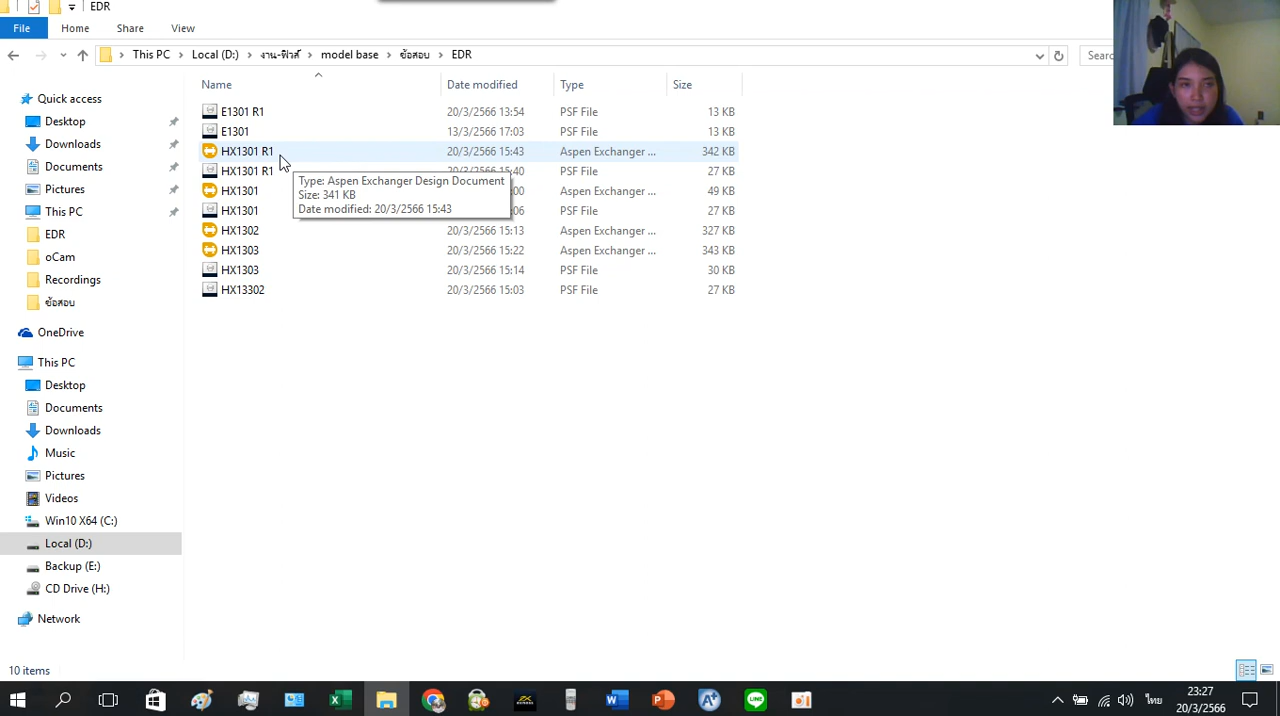 EDR
File Home Share View
This PC Local (D:) งาน-ฟิวส์ model base ข้อสอบ EDR Searc
Name Date modified Type Size
Quick access
Desktop
Downloads
Documents
Pictures
This PC
EDR
oCam
Recordings
ข้อสอบ
OneDrive
This PC
Desktop
Documents
Downloads
Music
Pictures
Videos
Win10 X64 (C:)
Local (D:)
Backup (E:)
CD Drive (H:)
Network
E1301 R1 20/3/2566 13:54 PSF File 13 KB
E1301 13/3/2566 17:03 PSF File 13 KB
HX1301 R1 20/3/2566 15:43 Aspen Exchanger ... 342 KB
HX1301 R1 20/3/2566 15:40 PSF File 27 KB
HX1301 :00 Aspen Exchanger ... 49 KB
HX1301 :06 PSF File 27 KB
HX1302 20/3/2566 15:13 Aspen Exchanger ... 327 KB
HX1303 20/3/2566 15:22 Aspen Exchanger ... 343 KB
HX1303 20/3/2566 15:14 PSF File 30 KB
HX13302 20/3/2566 15:03 PSF File 27 KB
Type: Aspen Exchanger Design Document
Size: 341 KB
Date modified: 20/3/2566 15:43
10 items
ไทย
23:27
20/3/2566